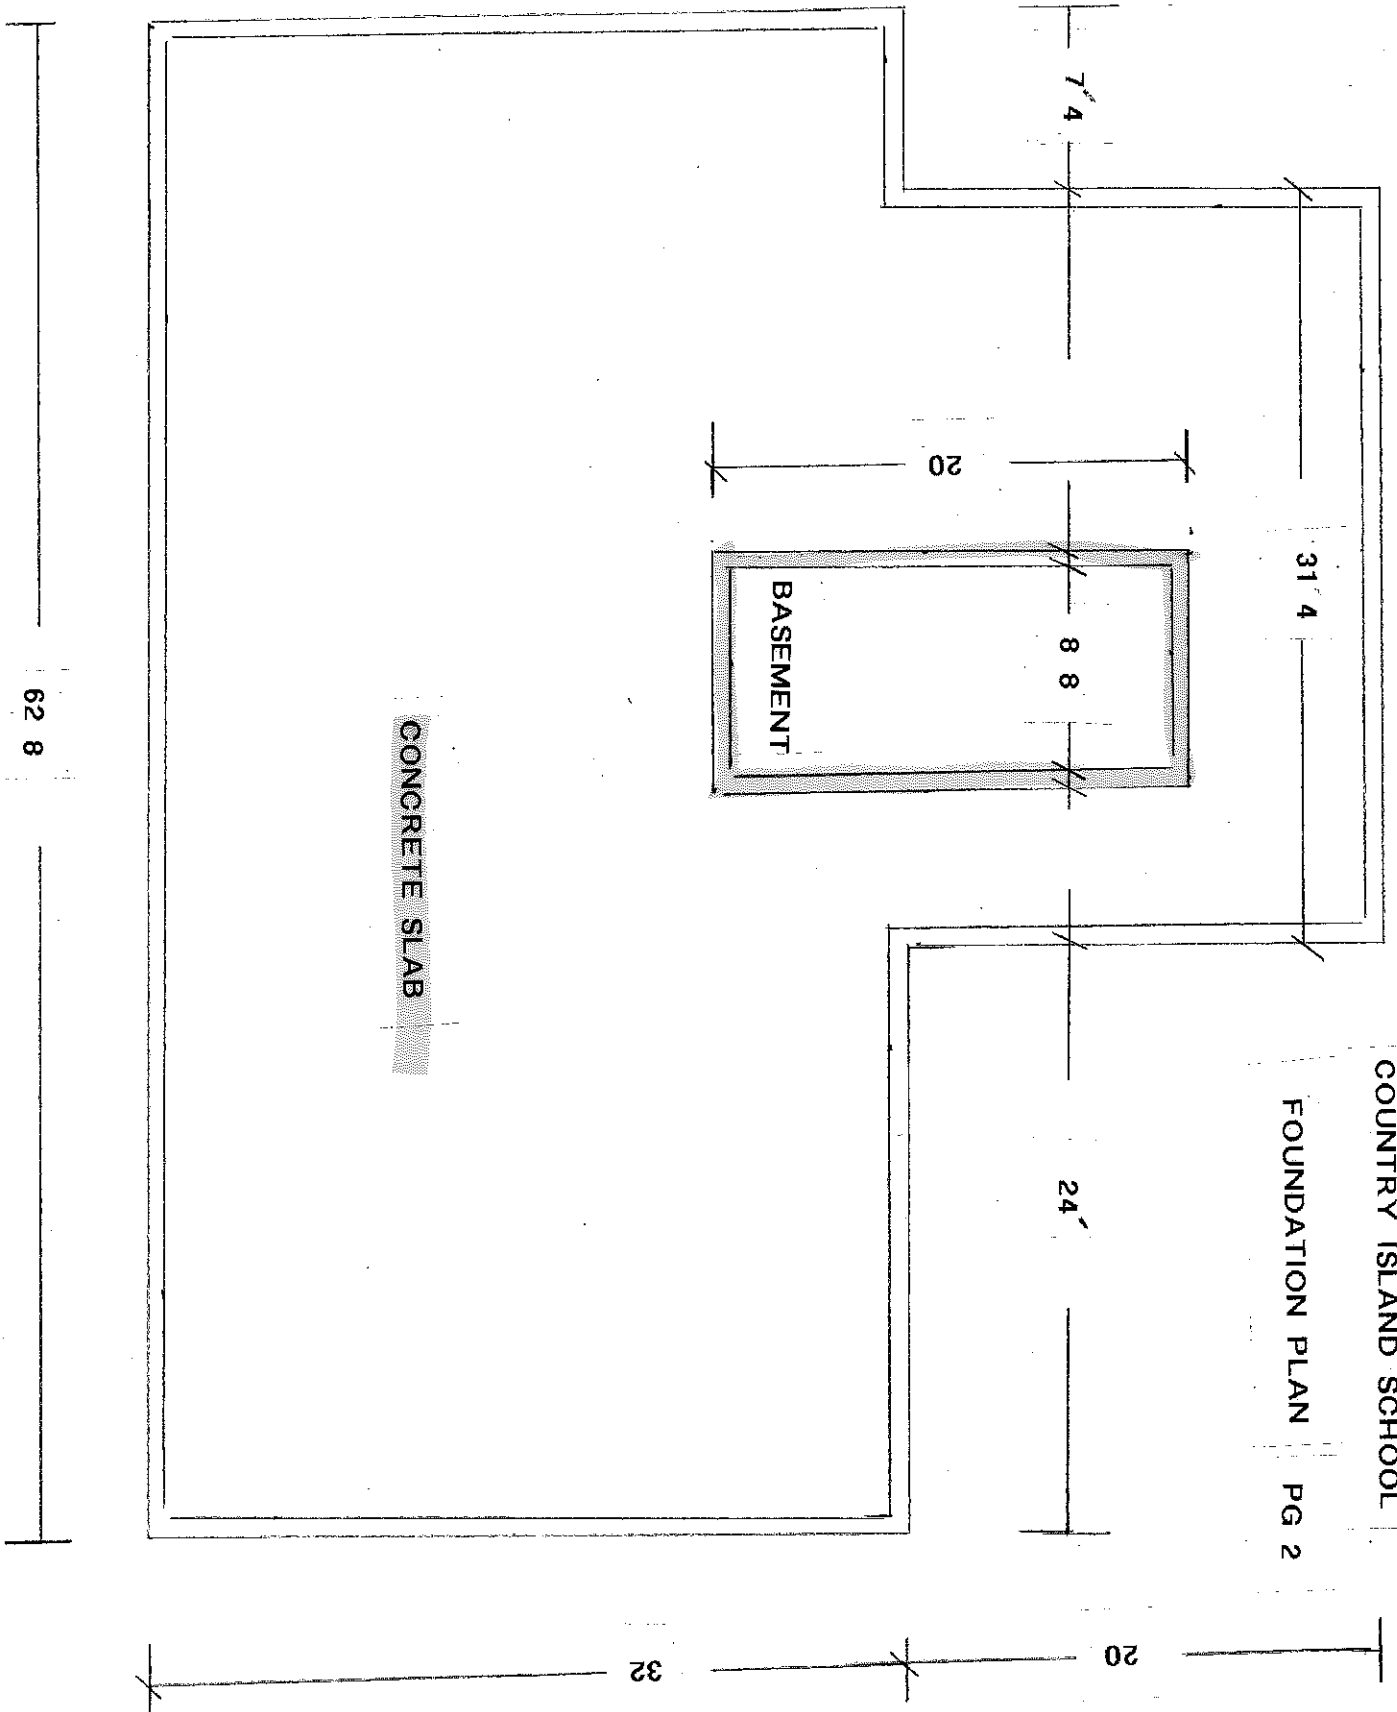 COUNTRY ISLAND SCHOOL
FOUNDATION PLAN PG 2
7´4
31´4
20
8 8
24´
BASEMENT
CONCRETE SLAB
62 8
32
20